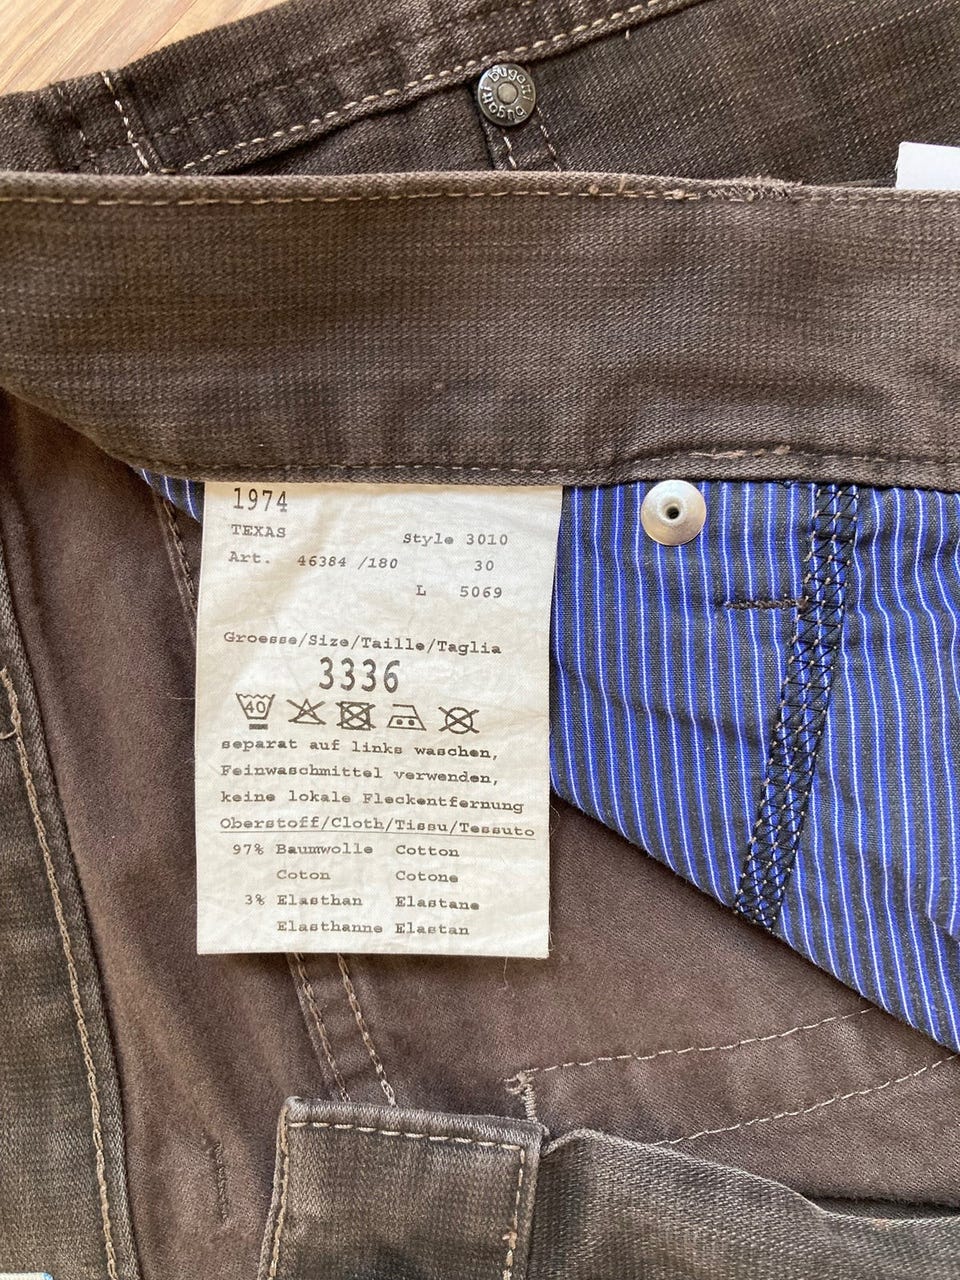 bugatti bugatti
1974
TEXAS Style 3010
Art. 46384 /180 30
L 5069
Groesse/Size/Taille/Taglia
3336
40
separat auf links waschen,
Feinwaschmittel verwenden,
keine lokale Fleckentfernung
Oberstoff/Cloth/Tissu/Tessuto
97% Baumwolle Cotton
Coton Cotone
3% Elasthan Elastane
Elasthanne Elastan